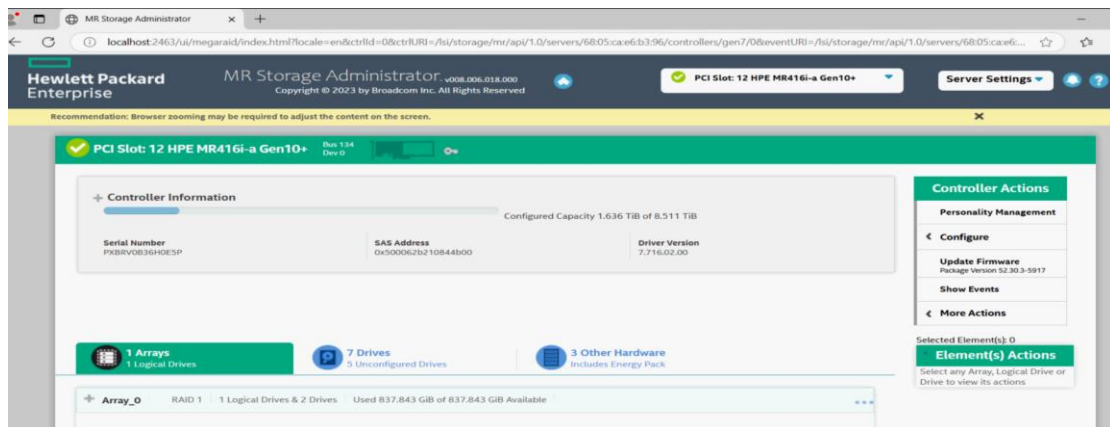 MR Storage Administrator
localhost:2463/ui/megaraid/index.html?locale=en&ctrlId=0&ctrlURI=/lsi/storage/mr/api/1.0/servers/68:05:ca:e6:b3:96/controllers/gen7/0&eventURI=/lsi/storage/mr/api/1.0/servers/68:05:ca:e6:...
Hewlett Packard
Enterprise
MR Storage Administrator v008.006.018.000
Copyright © 2023 by Broadcom Inc. All Rights Reserved
PCI Slot: 12 HPE MR416i-a Gen10+
Server Settings
Recommendation: Browser zooming may be required to adjust the content on the screen.
PCI Slot: 12 HPE MR416i-a Gen10+
Bus 134
Dev 0
Controller Information
Configured Capacity 1.636 TiB of 8.511 TiB
Serial Number
PXBRV0B36H0E5P
SAS Address
0x500062b210844b00
Driver Version
7.716.02.00
Controller Actions
Personality Management
Configure
Update Firmware
Package Version 52.30.3-5917
Show Events
More Actions
1 Arrays
1 Logical Drives
7 Drives
5 Unconfigured Drives
3 Other Hardware
Includes Energy Pack
Selected Element(s): 0
Element(s) Actions
Select any Array, Logical Drive or
Drive to view its actions
Array_0 RAID 1 1 Logical Drives & 2 Drives Used 837.843 GiB of 837.843 GiB Available